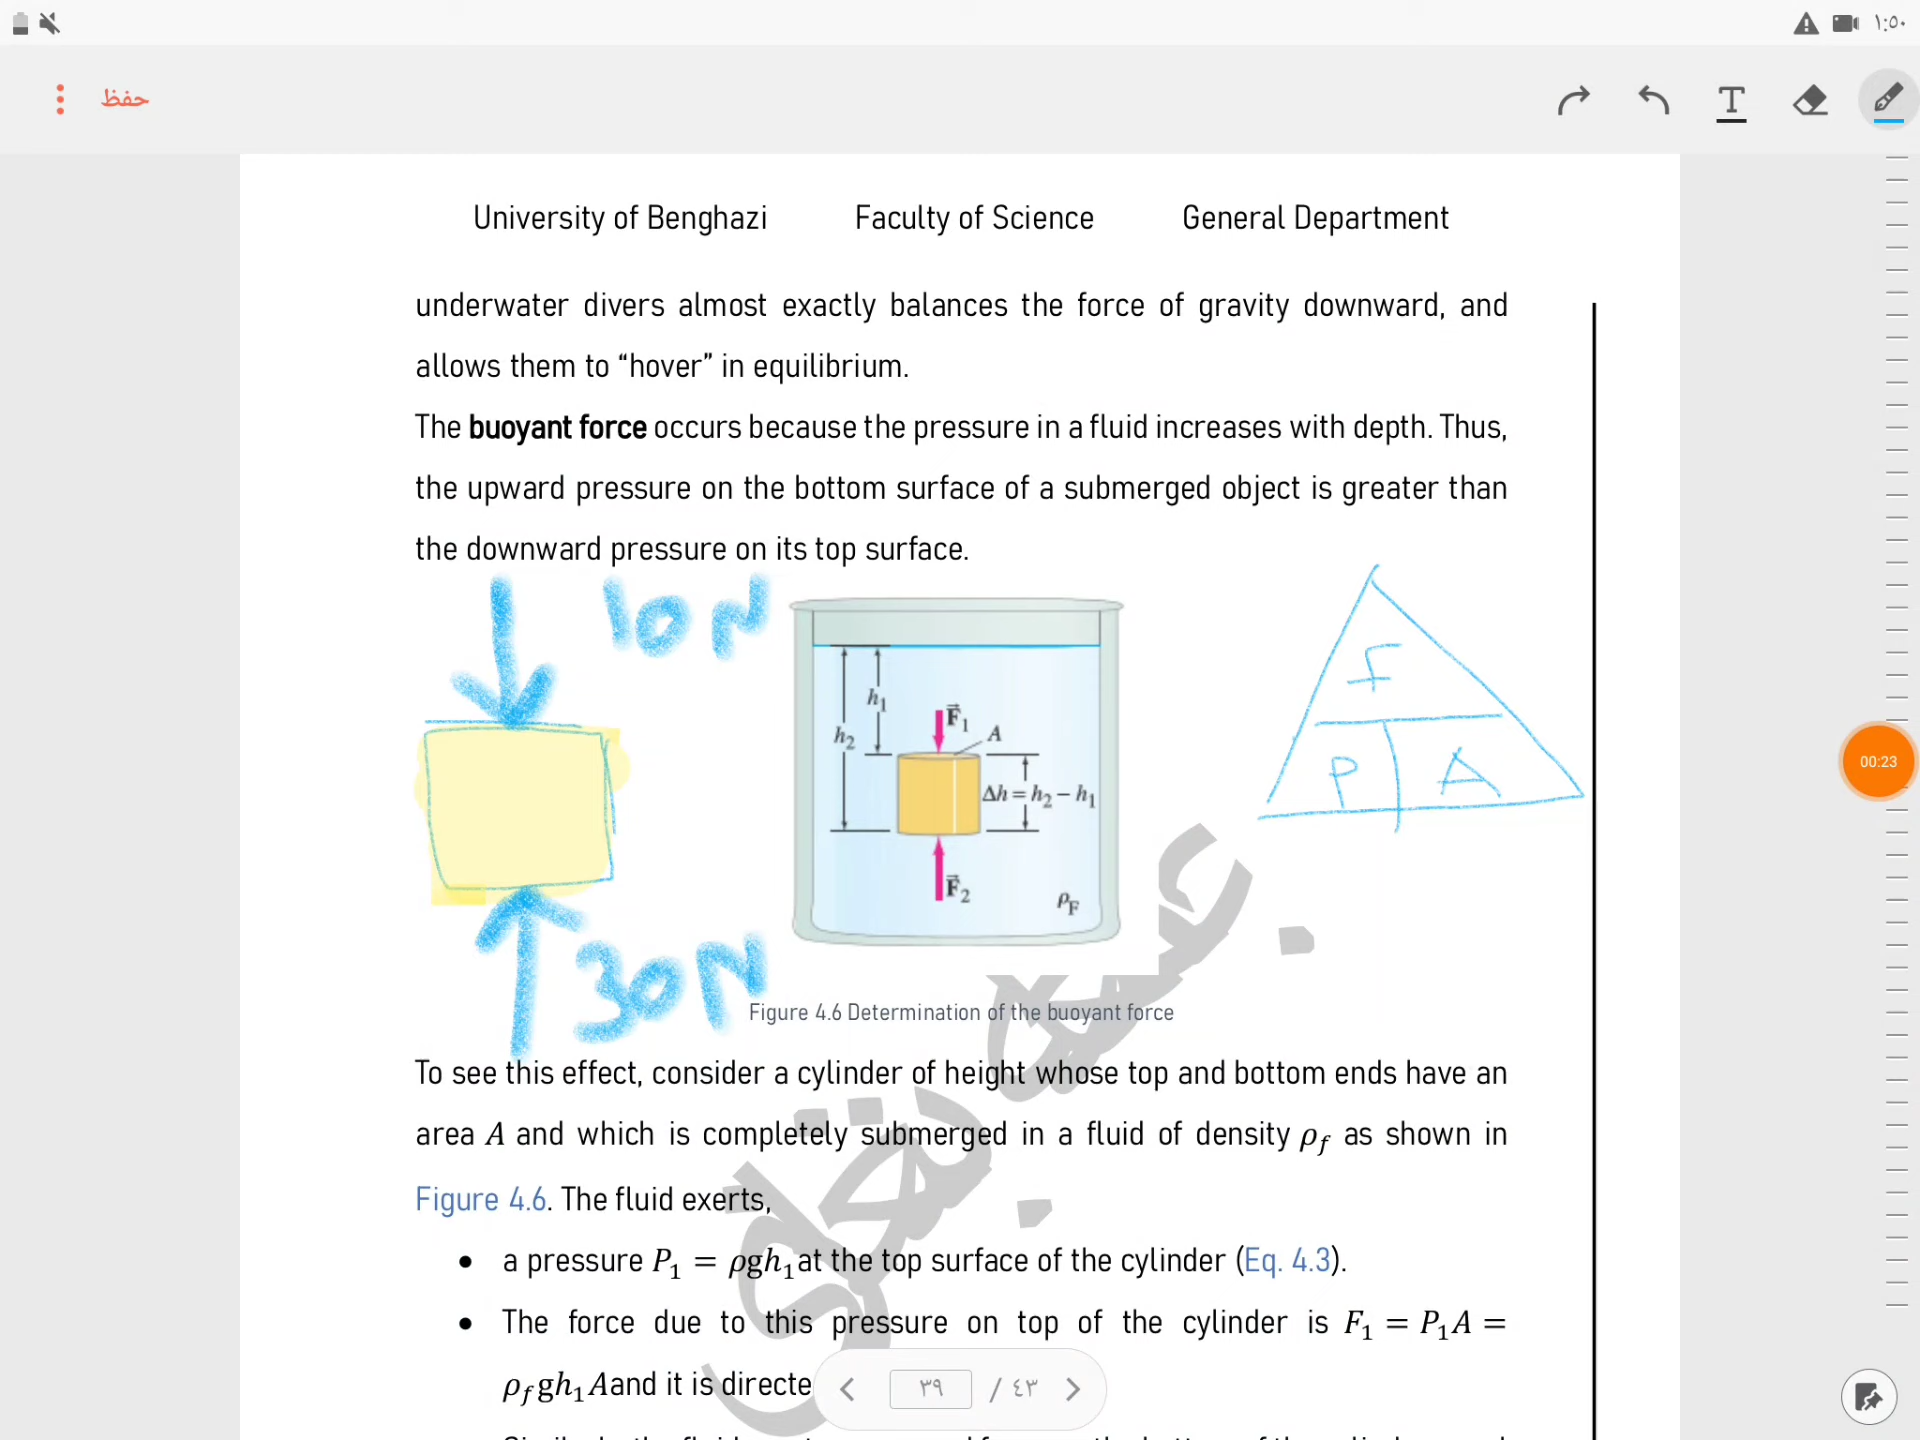 ١:٥٠
حفظ
T
University of Benghazi Faculty of Science General Department
underwater divers almost exactly balances the force of gravity downward, and
allows them to “hover” in equilibrium.
The buoyant force occurs because the pressure in a fluid increases with depth. Thus,
the upward pressure on the bottom surface of a submerged object is greater than
the downward pressure on its top surface.
10 N
30 N
h₁
h₂
F⃗₁
A
Δh = h₂ − h₁
F⃗₂
ρF
F
P A
00:23
Figure 4.6 Determination of the buoyant force
To see this effect, consider a cylinder of height whose top and bottom ends have an
area A and which is completely submerged in a fluid of density ρf as shown in
Figure 4.6. The fluid exerts,
• a pressure P₁ = ρgh₁at the top surface of the cylinder (Eq. 4.3).
• The force due to this pressure on top of the cylinder is F₁ = P₁A =
ρfgh₁Aand it is directe
٣٩ / ٤٣